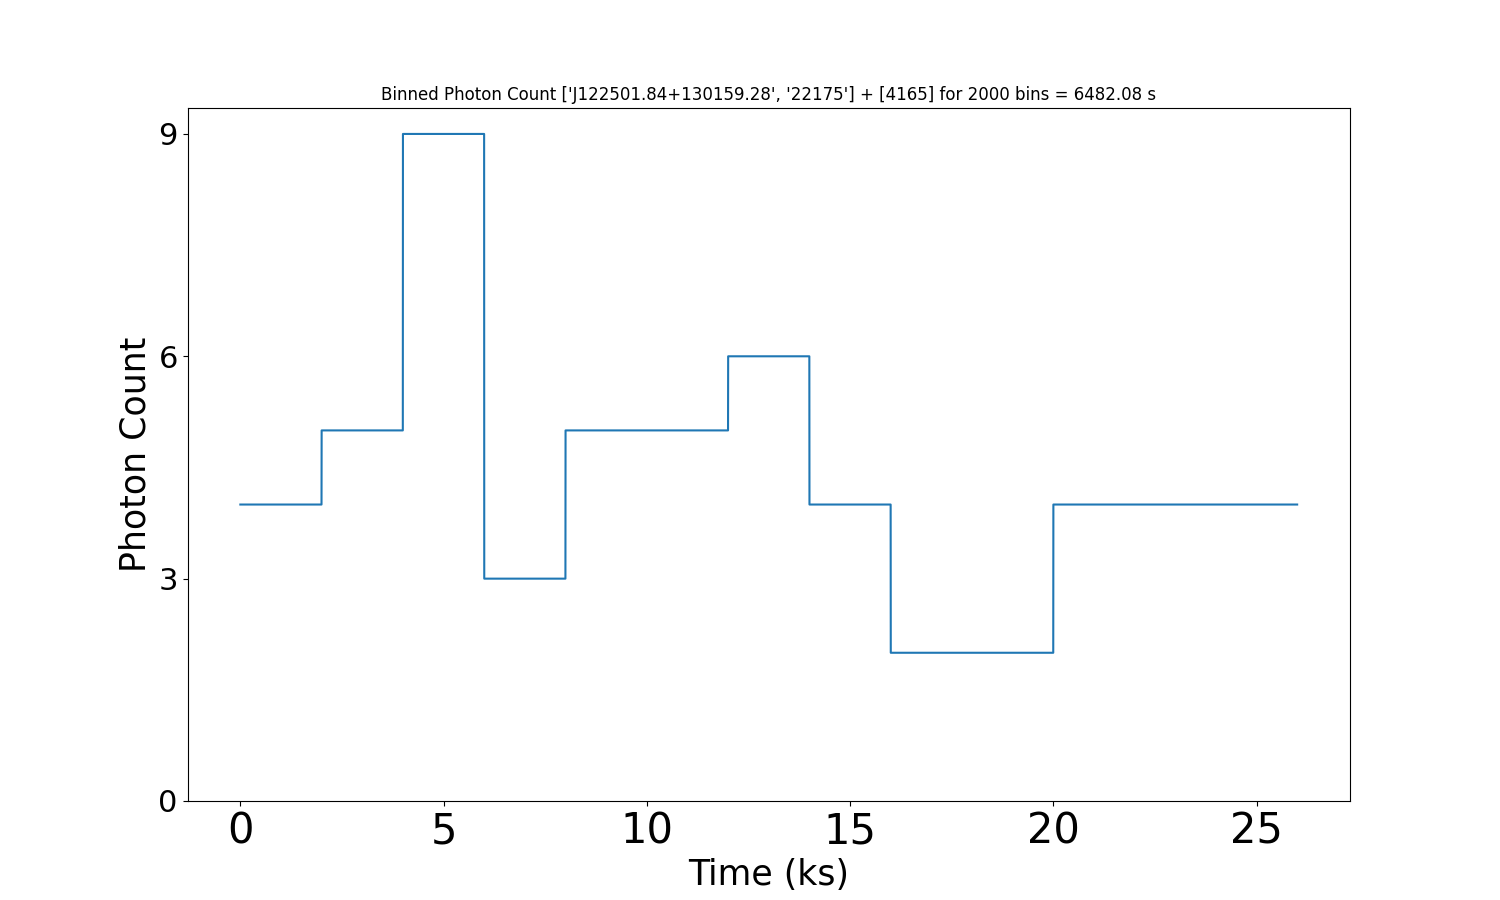 Binned Photon Count ['J122501.84+130159.28', '22175'] + [4165] for 2000 bins = 6482.08 s
9
6
3
0
Photon Count
0 5 10 15 20 25
Time (ks)